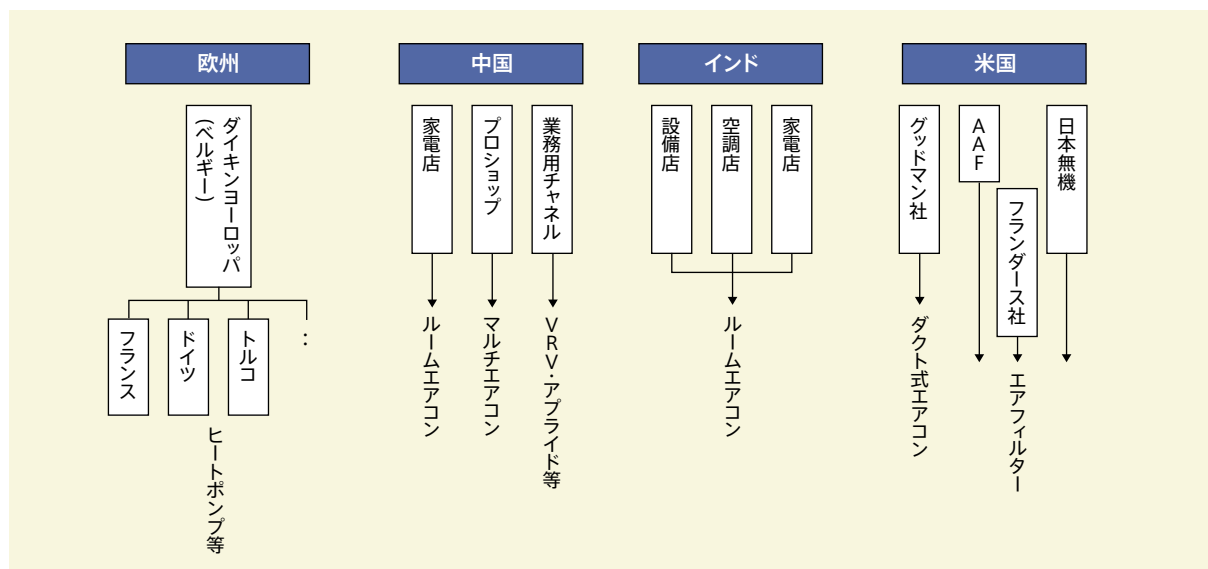 欧州
ダイキンヨーロッパ
(ベルギー)
フランス
ドイツ
トルコ
：
ヒートポンプ等
中国
家電店
プロショップ
業務用チャネル
ルームエアコン
マルチエアコン
VRV・アプライド等
インド
設備店
空調店
家電店
ルームエアコン
米国
グッドマン社
AAF
フランダース社
日本無機
ダクト式エアコン
エアフィルター